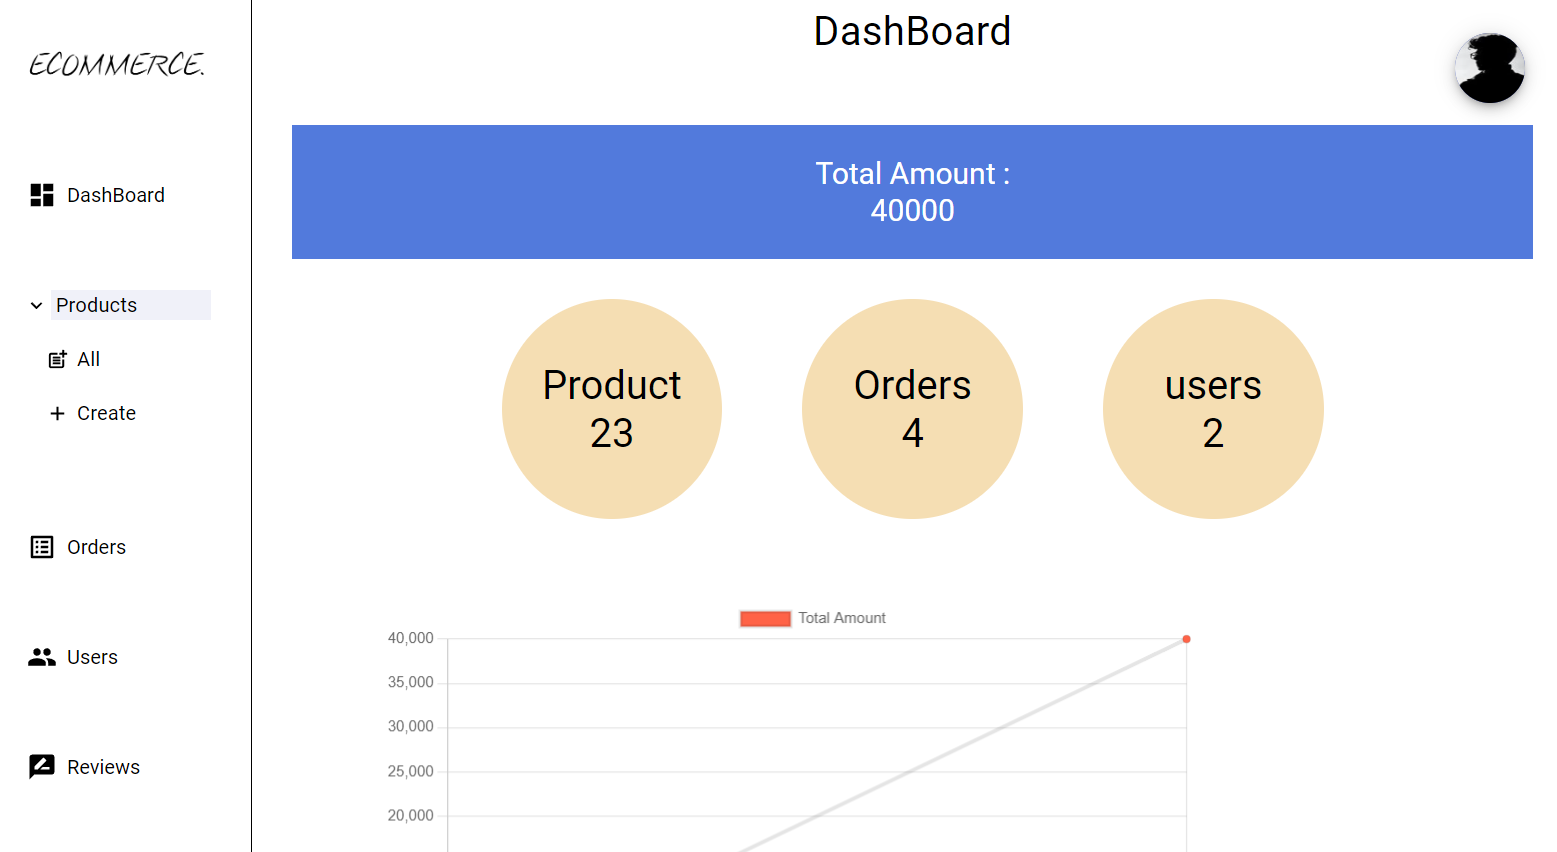 ECOMMERCE.
DashBoard
Products
All
Create
Orders
Users
Reviews
DashBoard
Total Amount :
40000
Product
23
Orders
4
users
2
Total Amount
40,000
35,000
30,000
25,000
20,000